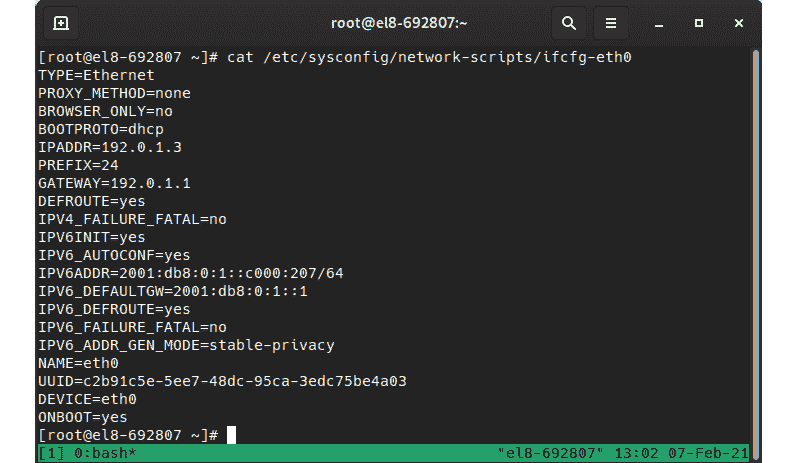 root@el8-692807:~
[root@el8-692807 ~]# cat /etc/sysconfig/network-scripts/ifcfg-eth0
TYPE=Ethernet
PROXY_METHOD=none
BROWSER_ONLY=no
BOOTPROTO=dhcp
IPADDR=192.0.1.3
PREFIX=24
GATEWAY=192.0.1.1
DEFROUTE=yes
IPV4_FAILURE_FATAL=no
IPV6INIT=yes
IPV6_AUTOCONF=yes
IPV6ADDR=2001:db8:0:1::c000:207/64
IPV6_DEFAULTGW=2001:db8:0:1::1
IPV6_DEFROUTE=yes
IPV6_FAILURE_FATAL=no
IPV6_ADDR_GEN_MODE=stable-privacy
NAME=eth0
UUID=c2b91c5e-5ee7-48dc-95ca-3edc75be4a03
DEVICE=eth0
ONBOOT=yes
[root@el8-692807 ~]#
[1] 0:bash* "el8-692807" 13:02 07-Feb-21